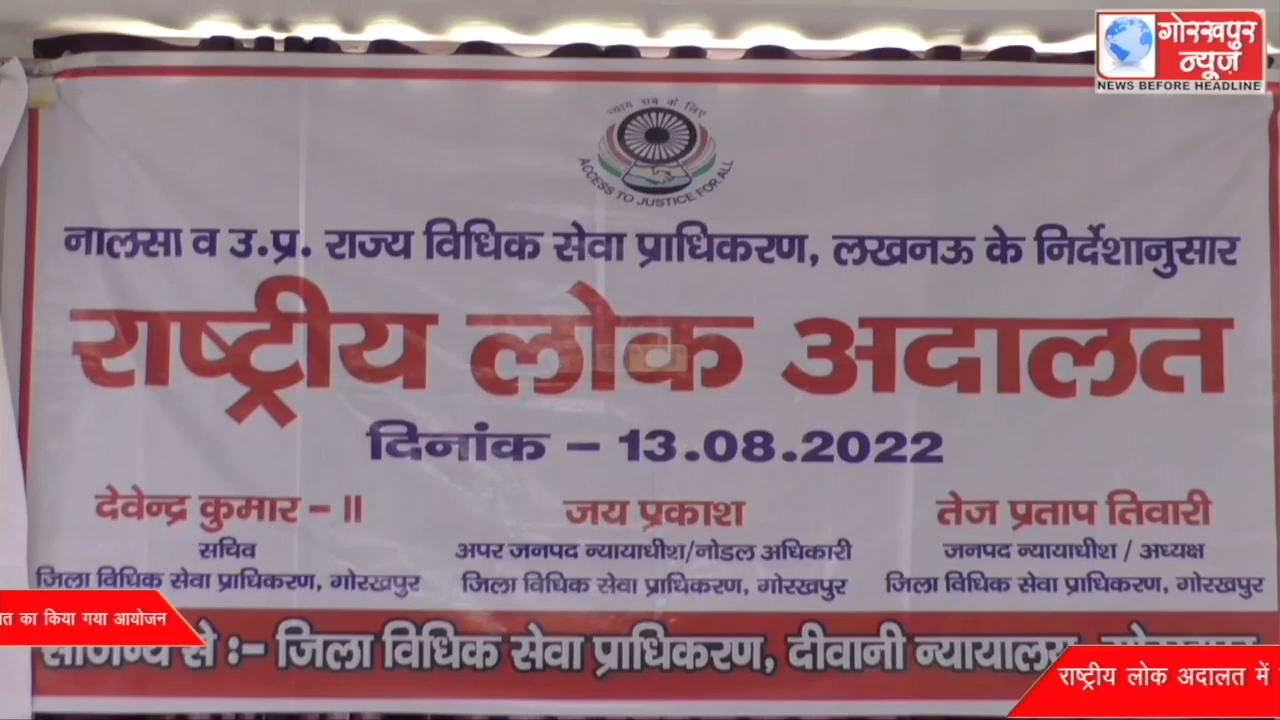 गोरखपुर
न्यूज़
NEWS BEFORE HEADLINE
न्याय सब के लिए
ACCESS TO JUSTICE FOR ALL
नालसा व उ.प्र. राज्य विधिक सेवा प्राधिकरण, लखनऊ के निर्देशानुसार
राष्ट्रीय लोक अदालत
दिनांक – 13.08.2022
देवेन्द्र कुमार – II
सचिव
जिला विधिक सेवा प्राधिकरण, गोरखपुर
जय प्रकाश
अपर जनपद न्यायाधीश/नोडल अधिकारी
जिला विधिक सेवा प्राधिकरण, गोरखपुर
तेज प्रताप तिवारी
जनपद न्यायाधीश / अध्यक्ष
जिला विधिक सेवा प्राधिकरण, गोरखपुर
का किया गया आयोजन
से :– जिला विधिक सेवा प्राधिकरण, दीवानी न्यायालय,
राष्ट्रीय लोक अदालत में